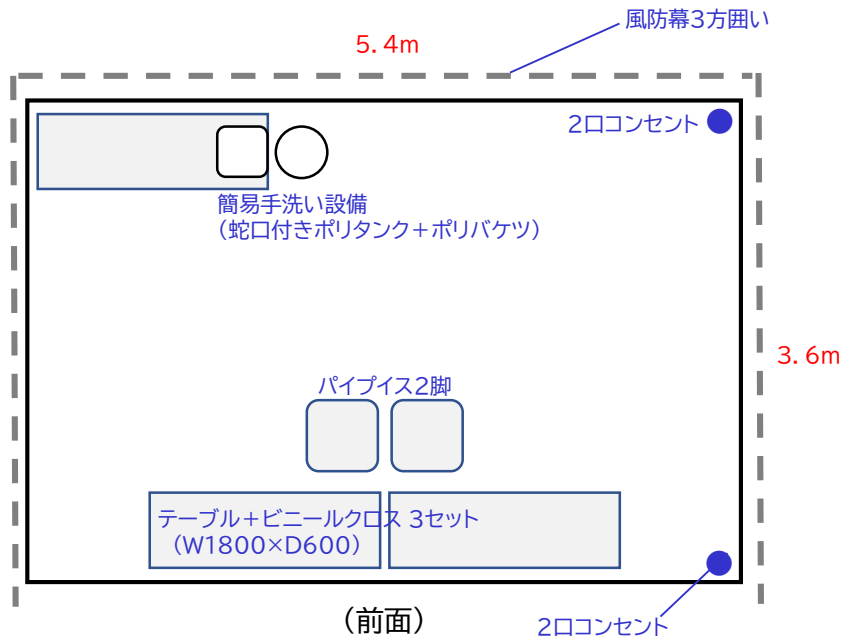 風防幕3方囲い
5.4m
2口コンセント
簡易手洗い設備
(蛇口付きポリタンク+ポリバケツ)
3.6m
パイプイス2脚
テーブル+ビニールクロス 3セット
(W1800×D600)
(前面)
2口コンセント